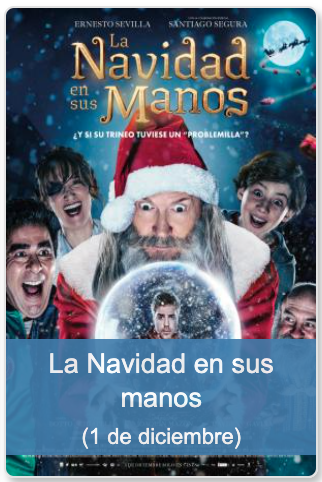 ERNESTO SEVILLA SANTIAGO SEGURA
La
Navidad
en
sus Manos
¿Y SI SU TRINEO TUVIESE UN "PROBLEMILLA"?
La Navidad en sus
manos
(1 de diciembre)